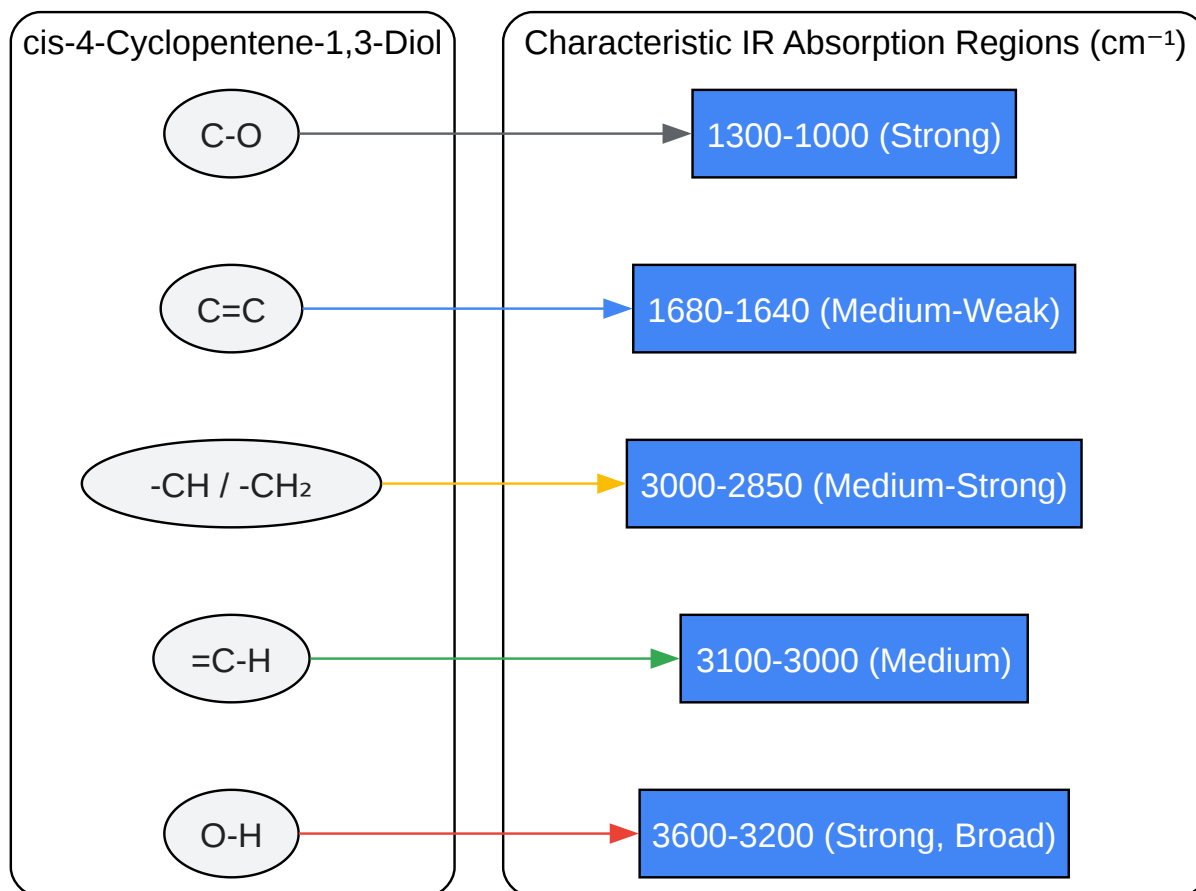 cis-4-Cyclopentene-1,3-Diol
Characteristic IR Absorption Regions (cm⁻¹)
C-O
1300-1000 (Strong)
C=C
1680-1640 (Medium-Weak)
-CH / -CH₂
3000-2850 (Medium-Strong)
=C-H
3100-3000 (Medium)
O-H
3600-3200 (Strong, Broad)